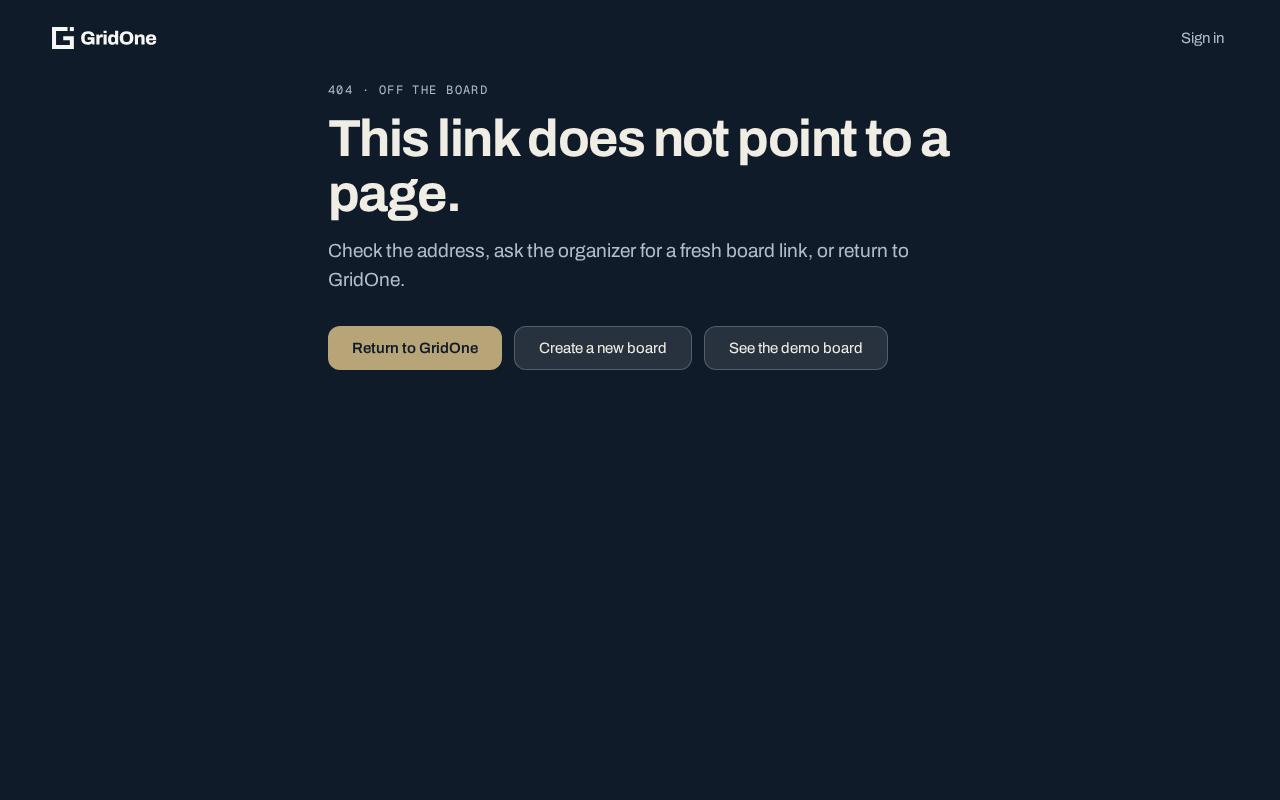 GridOne
Sign in
404 · OFF THE BOARD
This link does not point to a
page.
Check the address, ask the organizer for a fresh board link, or return to
GridOne.
Return to GridOne
Create a new board
See the demo board